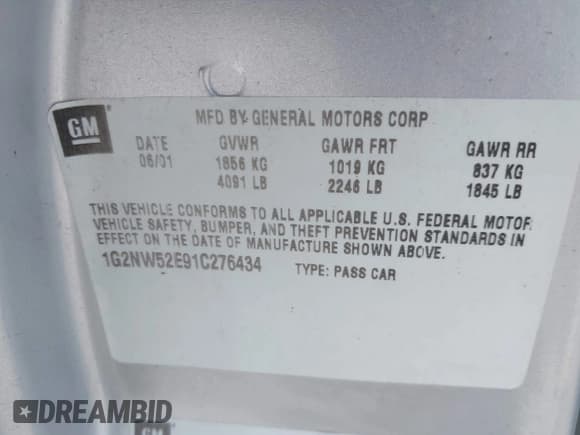 GM
MFD BY GENERAL MOTORS CORP
DATE GVWR GAWR FRT GAWR RR
06/01 1856 KG 1019 KG 837 KG
4091 LB 2246 LB 1845 LB
THIS VEHICLE CONFORMS TO ALL APPLICABLE U.S. FEDERAL MOTOR
VEHICLE SAFETY, BUMPER, AND THEFT PREVENTION STANDARDS IN
EFFECT ON THE DATE OF MANUFACTURE SHOWN ABOVE.
1G2NW52E91C276434 TYPE: PASS CAR
DREAMBID
GM